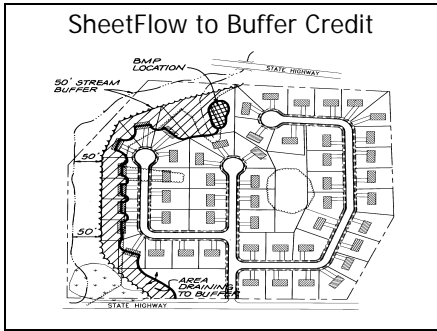 SheetFlow to Buffer Credit
BMP
LOCATION
STATE HIGHWAY
50' STREAM
BUFFER
50'
50'
AREA
DRAINING
TO BUFFER
STATE HIGHWAY